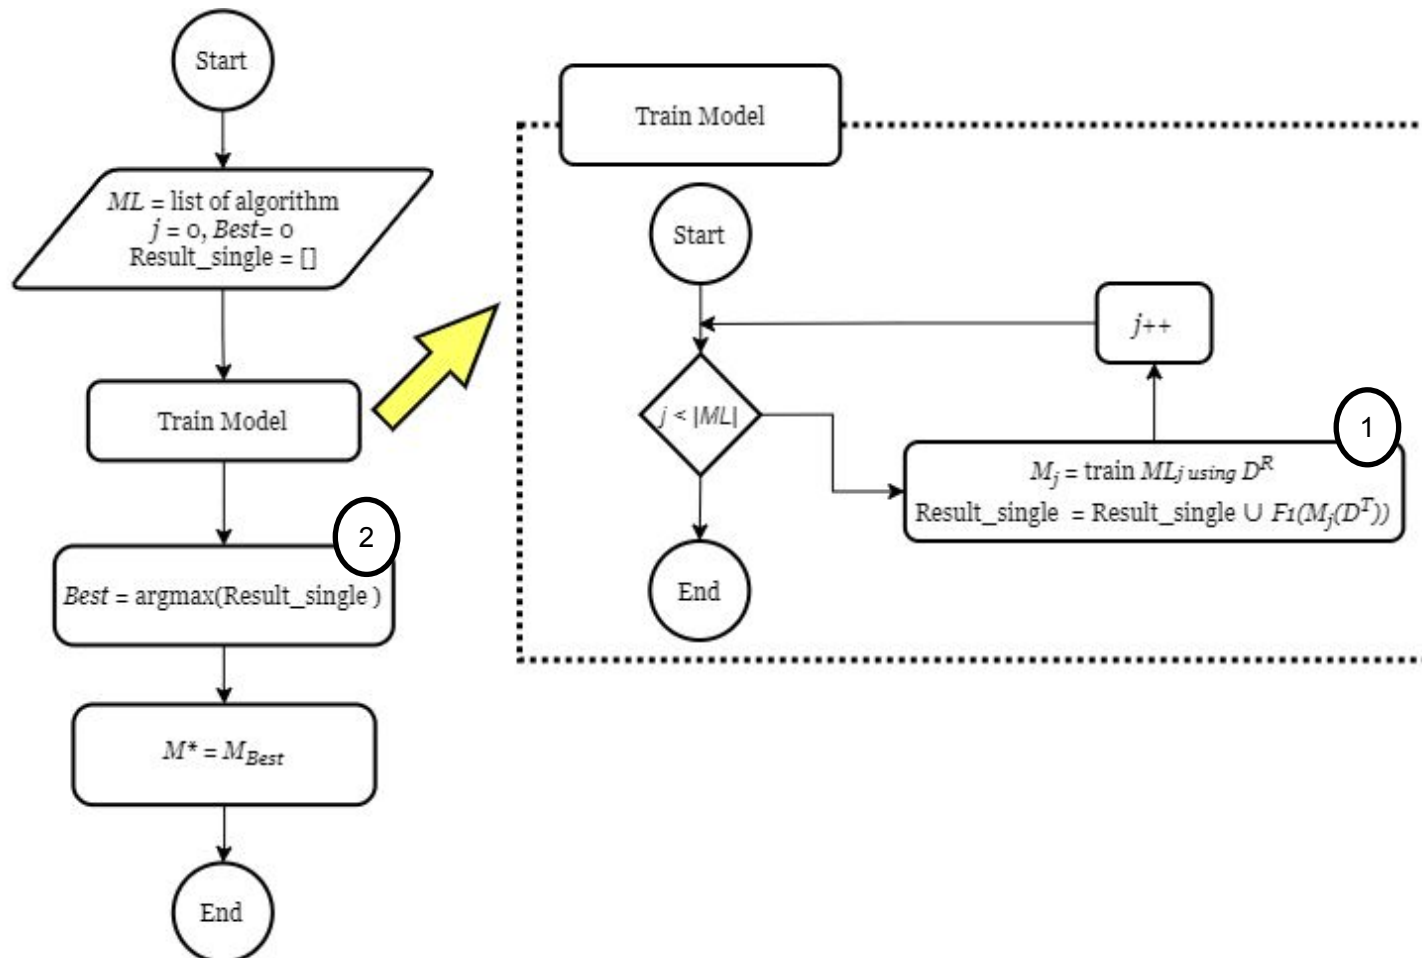 Start
ML = list of algorithm
j = 0, Best= 0
Result_single = []
Train Model
2
Best = argmax(Result_single )
M* = M_Best
End
Train Model
Start
j++
j < |ML|
1
M_j = train MLj using D^R
Result_single = Result_single ∪ F1(M_j(D^T))
End